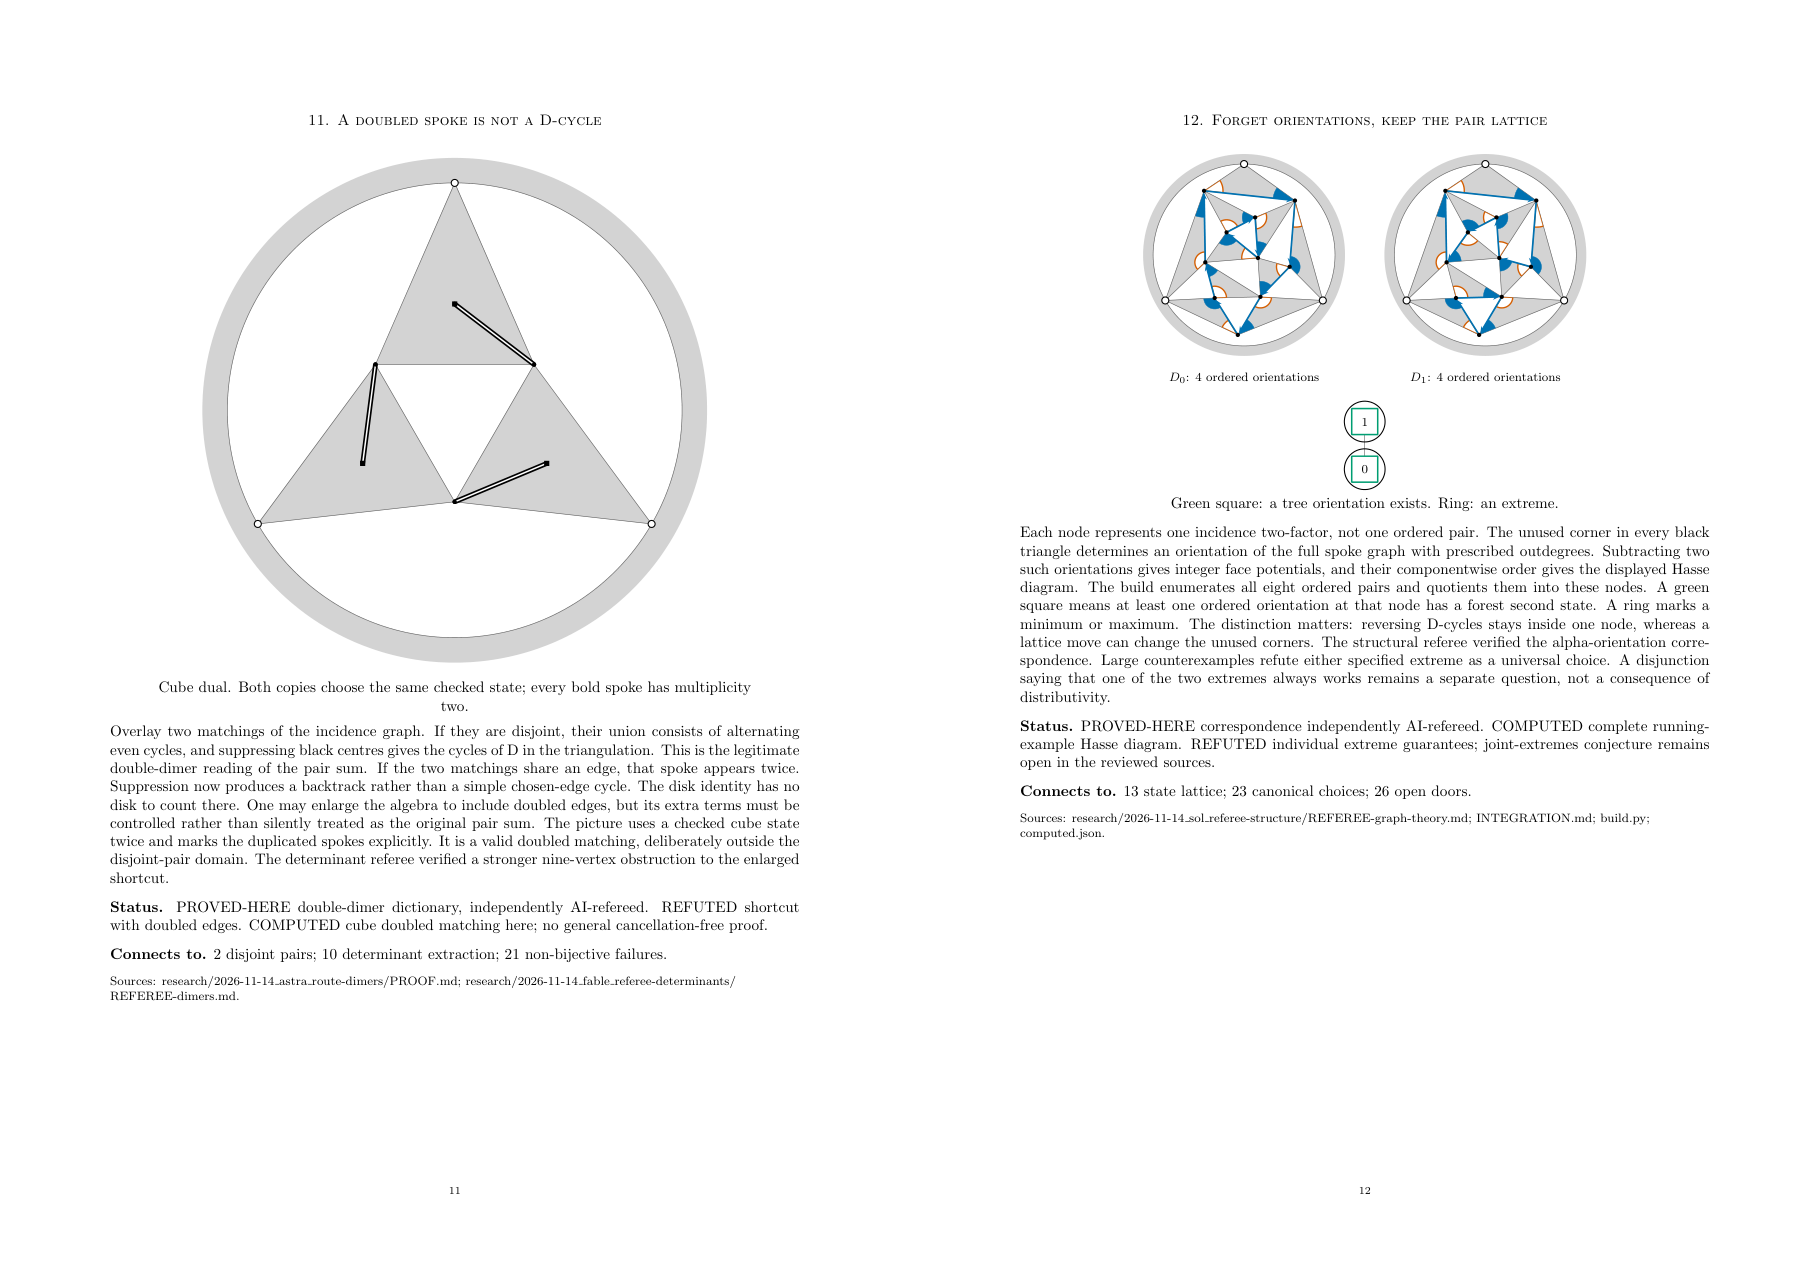 11. A DOUBLED SPOKE IS NOT A D-CYCLE
Cube dual. Both copies choose the same checked state; every bold spoke has multiplicity
two.
Overlay two matchings of the incidence graph. If they are disjoint, their union consists of alternating
even cycles, and suppressing black centres gives the cycles of D in the triangulation. This is the legitimate
double-dimer reading of the pair sum. If the two matchings share an edge, that spoke appears twice.
Suppression now produces a backtrack rather than a simple chosen-edge cycle. The disk identity has no
disk to count there. One may enlarge the algebra to include doubled edges, but its extra terms must be
controlled rather than silently treated as the original pair sum. The picture uses a checked cube state
twice and marks the duplicated spokes explicitly. It is a valid doubled matching, deliberately outside the
disjoint-pair domain. The determinant referee verified a stronger nine-vertex obstruction to the enlarged
shortcut.
Status. PROVED-HERE double-dimer dictionary, independently AI-refereed. REFUTED shortcut
with doubled edges. COMPUTED cube doubled matching here; no general cancellation-free proof.
Connects to. 2 disjoint pairs; 10 determinant extraction; 21 non-bijective failures.
Sources: research/2026-11-14_astra_route-dimers/PROOF.md; research/2026-11-14_fable_referee-determinants/
REFEREE-dimers.md.
11
12. FORGET ORIENTATIONS, KEEP THE PAIR LATTICE
D0: 4 ordered orientations
D1: 4 ordered orientations
1
0
Green square: a tree orientation exists. Ring: an extreme.
Each node represents one incidence two-factor, not one ordered pair. The unused corner in every black
triangle determines an orientation of the full spoke graph with prescribed outdegrees. Subtracting two
such orientations gives integer face potentials, and their componentwise order gives the displayed Hasse
diagram. The build enumerates all eight ordered pairs and quotients them into these nodes. A green
square means at least one ordered orientation at that node has a forest second state. A ring marks a
minimum or maximum. The distinction matters: reversing D-cycles stays inside one node, whereas a
lattice move can change the unused corners. The structural referee verified the alpha-orientation corre-
spondence. Large counterexamples refute either specified extreme as a universal choice. A disjunction
saying that one of the two extremes always works remains a separate question, not a consequence of
distributivity.
Status. PROVED-HERE correspondence independently AI-refereed. COMPUTED complete running-
example Hasse diagram. REFUTED individual extreme guarantees; joint-extremes conjecture remains
open in the reviewed sources.
Connects to. 13 state lattice; 23 canonical choices; 26 open doors.
Sources: research/2026-11-14_sol_referee-structure/REFEREE-graph-theory.md; INTEGRATION.md; build.py;
computed.json.
12